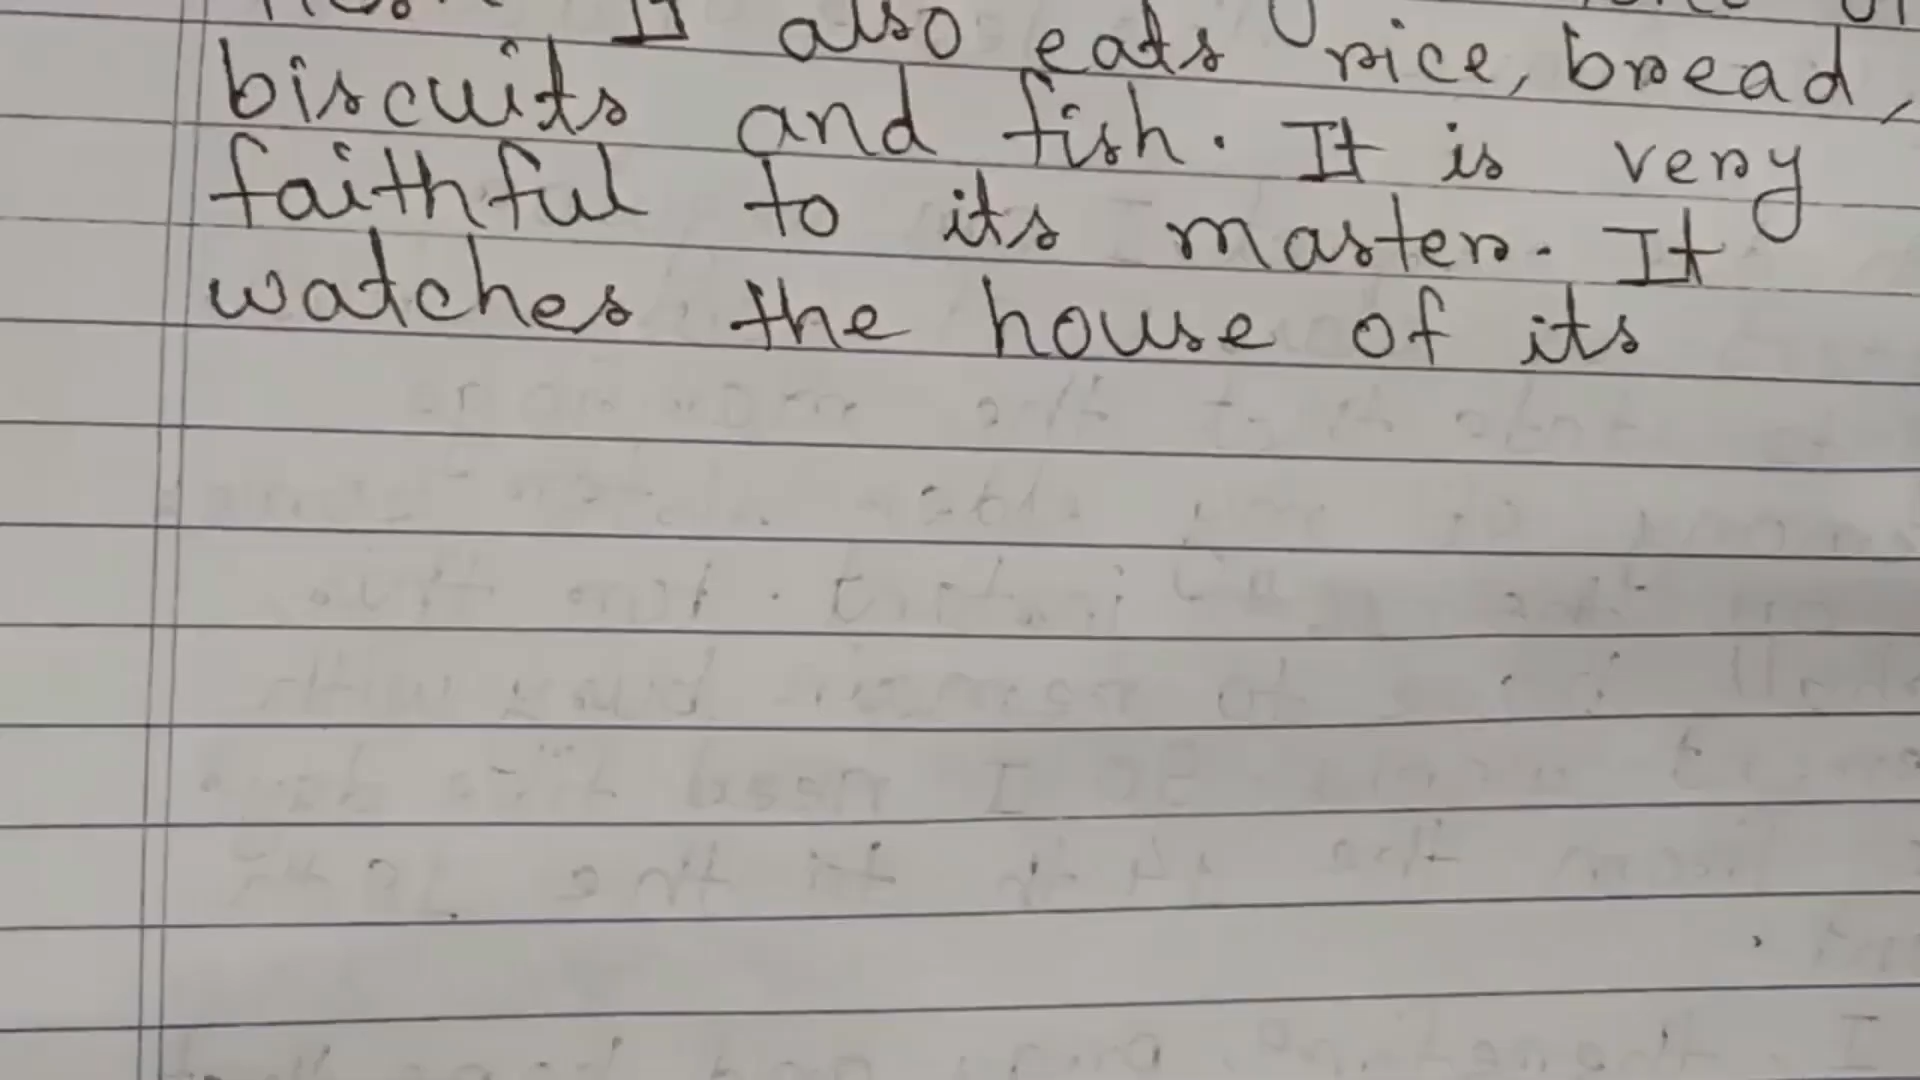 It also eats rice, bread,
biscuits and fish. It is very
faithful to its master. It
watches the house of its